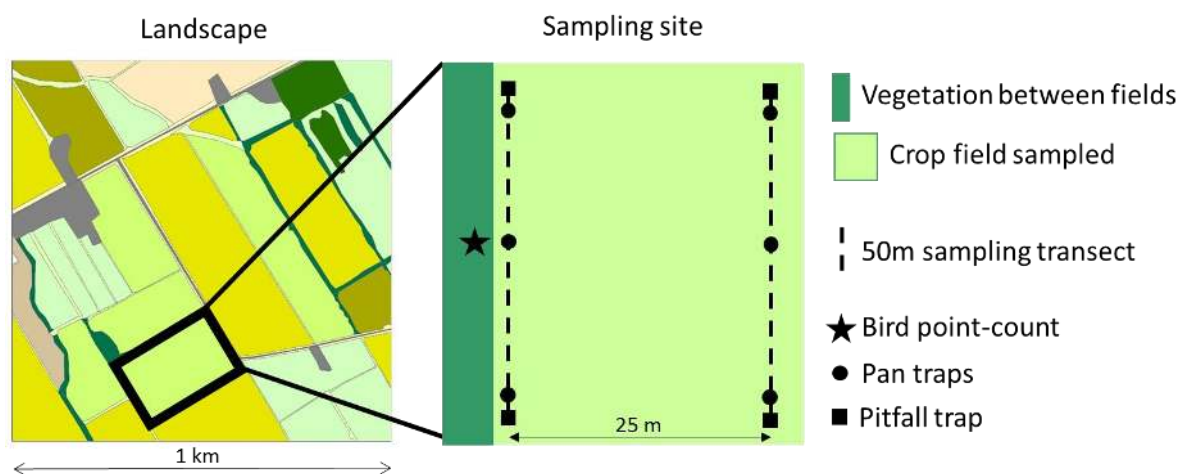 Landscape
Sampling site
Vegetation between fields
Crop field sampled
50m sampling transect
Bird point-count
Pan traps
Pitfall trap
25 m
1 km